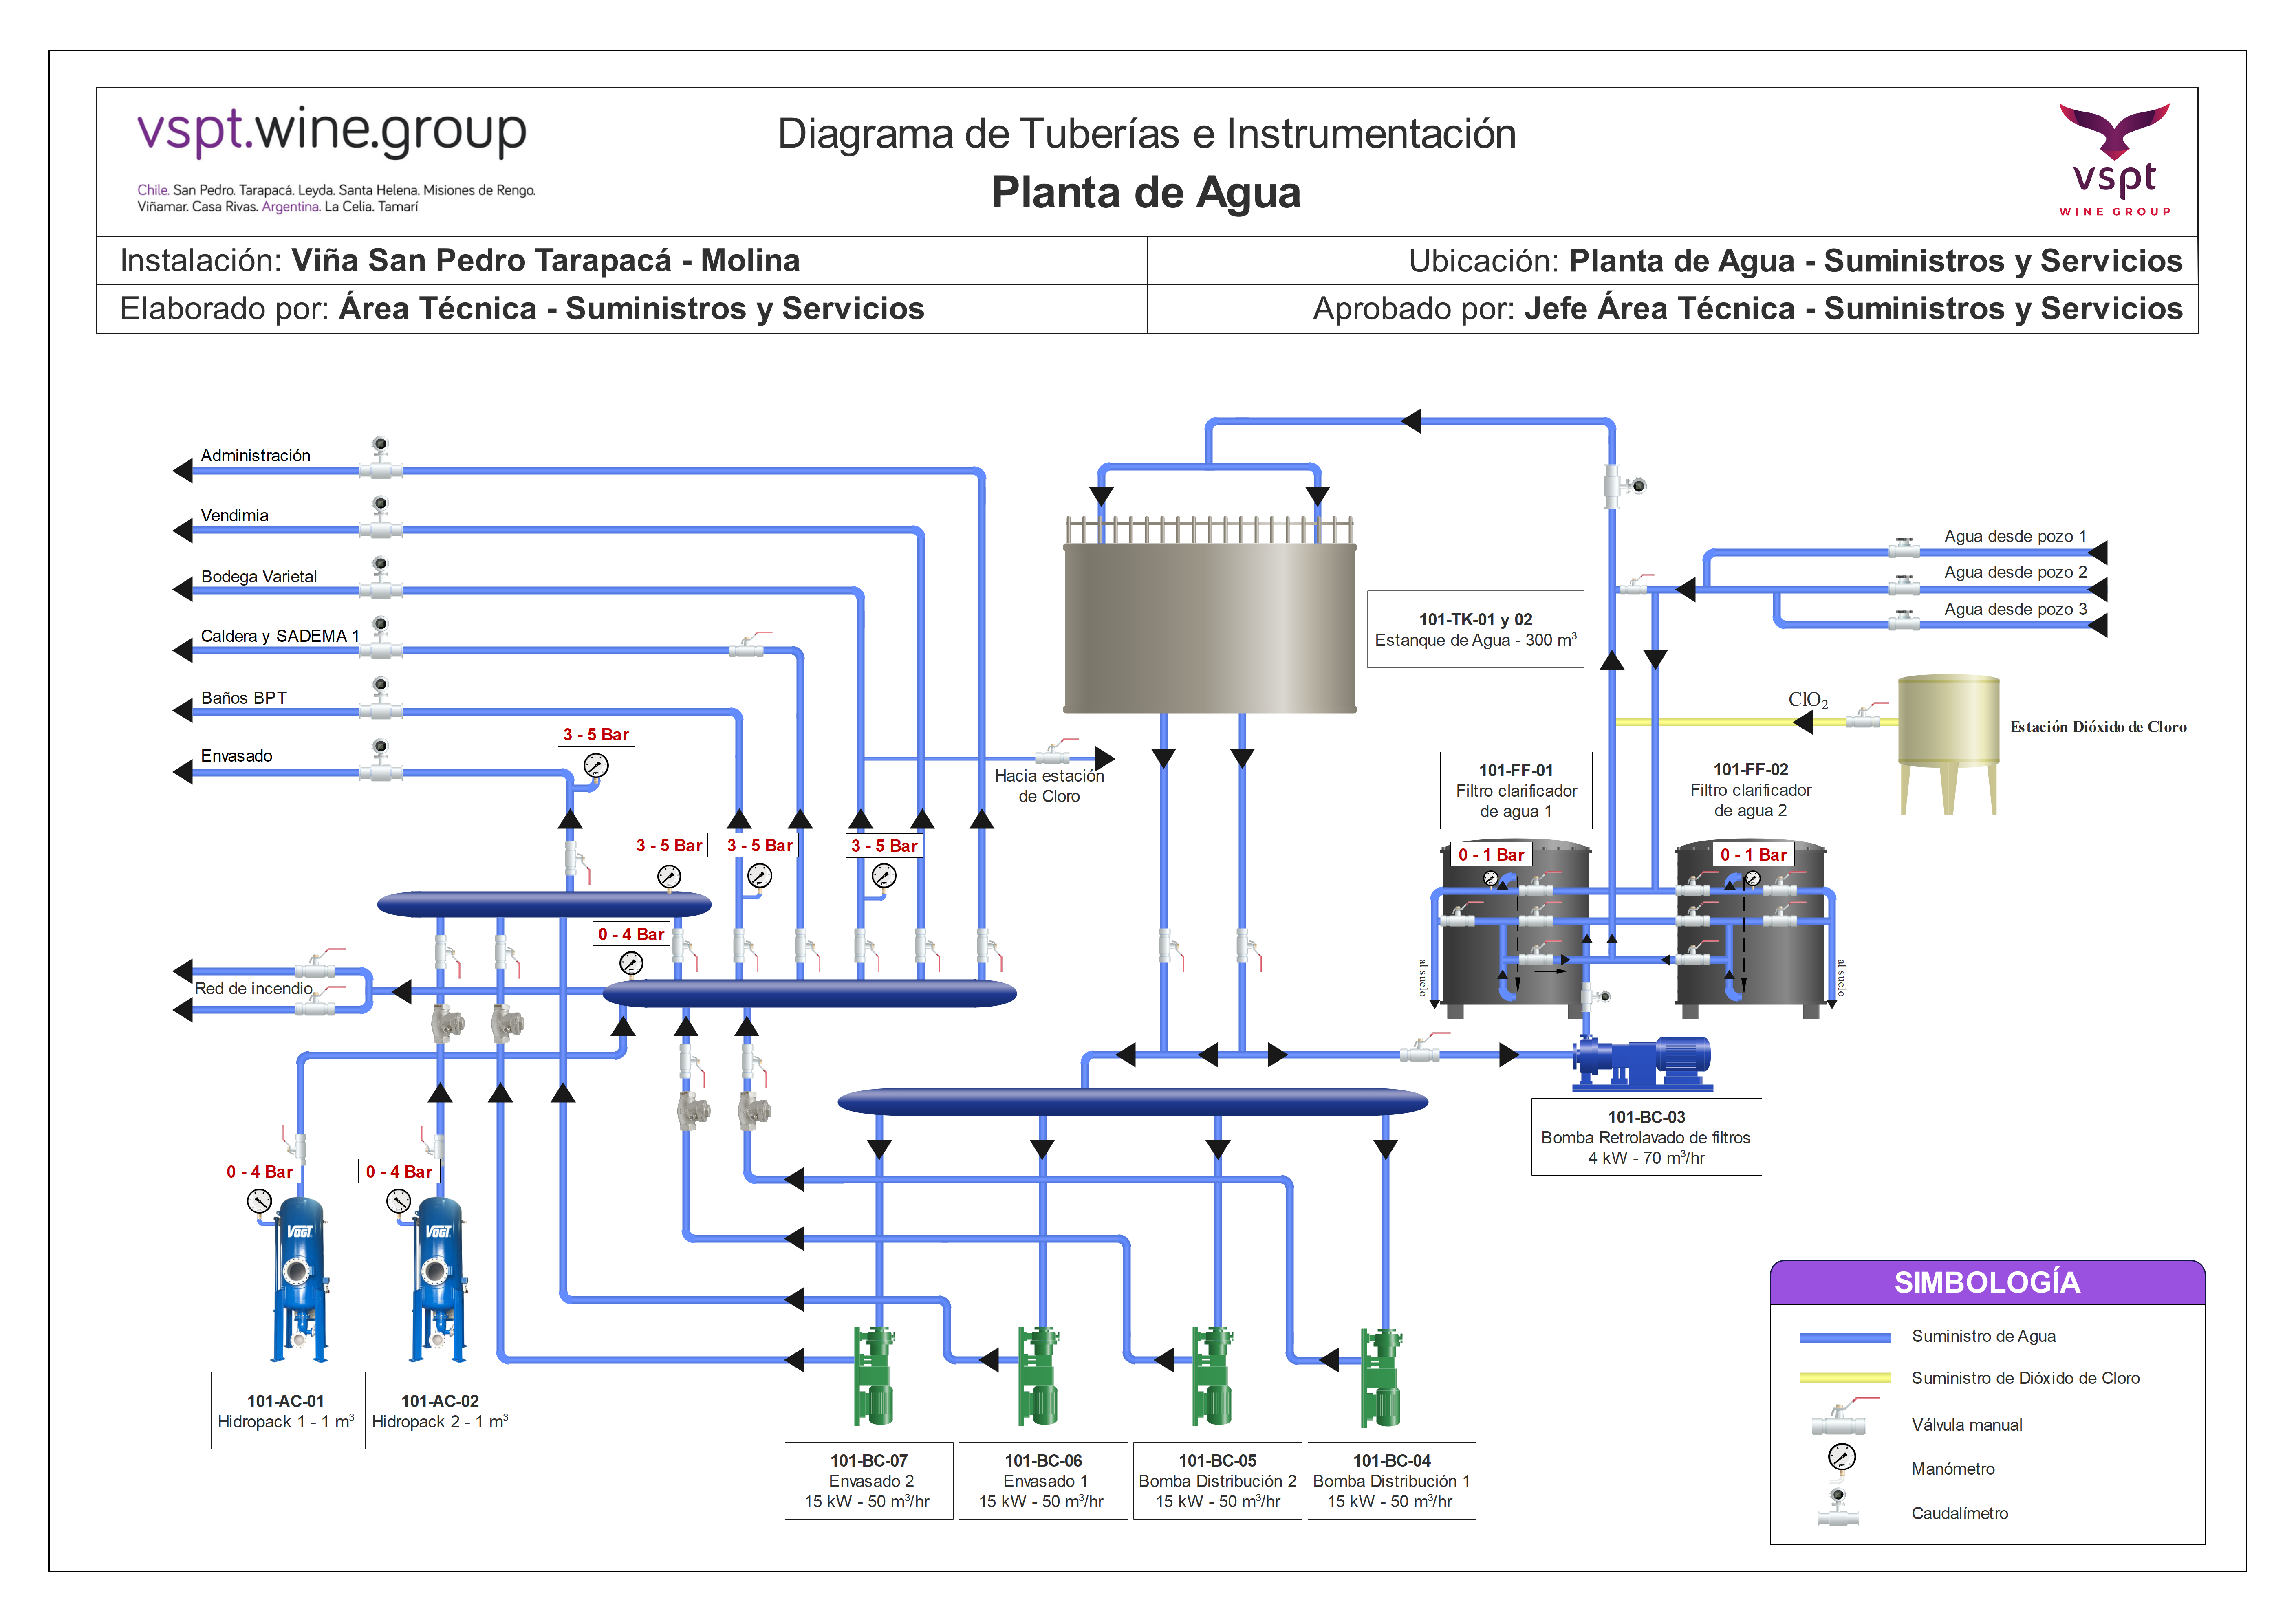 vspt.wine.group
Chile. San Pedro. Tarapacá. Leyda. Santa Helena. Misiones de Rengo.
Viñamar. Casa Rivas. Argentina. La Celia. Tamarí
Diagrama de Tuberías e Instrumentación
Planta de Agua
vspt
WINE GROUP
Instalación: Viña San Pedro Tarapacá - Molina
Ubicación: Planta de Agua - Suministros y Servicios
Elaborado por: Área Técnica - Suministros y Servicios
Aprobado por: Jefe Área Técnica - Suministros y Servicios
Administración
Vendimia
Bodega Varietal
Caldera y SADEMA 1
Baños BPT
Envasado
3 - 5 Bar
3 - 5 Bar
3 - 5 Bar
3 - 5 Bar
0 - 4 Bar
Red de incendio
Hacia estación
de Cloro
101-TK-01 y 02
Estanque de Agua - 300 m³
Agua desde pozo 1
Agua desde pozo 2
Agua desde pozo 3
ClO₂
Estación Dióxido de Cloro
101-FF-01
Filtro clarificador
de agua 1
101-FF-02
Filtro clarificador
de agua 2
0 - 1 Bar
0 - 1 Bar
al suelo
al suelo
101-BC-03
Bomba Retrolavado de filtros
4 kW - 70 m³/hr
0 - 4 Bar
0 - 4 Bar
VOGT
VOGT
101-AC-01
Hidropack 1 - 1 m³
101-AC-02
Hidropack 2 - 1 m³
101-BC-07
Envasado 2
15 kW - 50 m³/hr
101-BC-06
Envasado 1
15 kW - 50 m³/hr
101-BC-05
Bomba Distribución 2
15 kW - 50 m³/hr
101-BC-04
Bomba Distribución 1
15 kW - 50 m³/hr
SIMBOLOGÍA
Suministro de Agua
Suministro de Dióxido de Cloro
Válvula manual
Manómetro
Caudalímetro